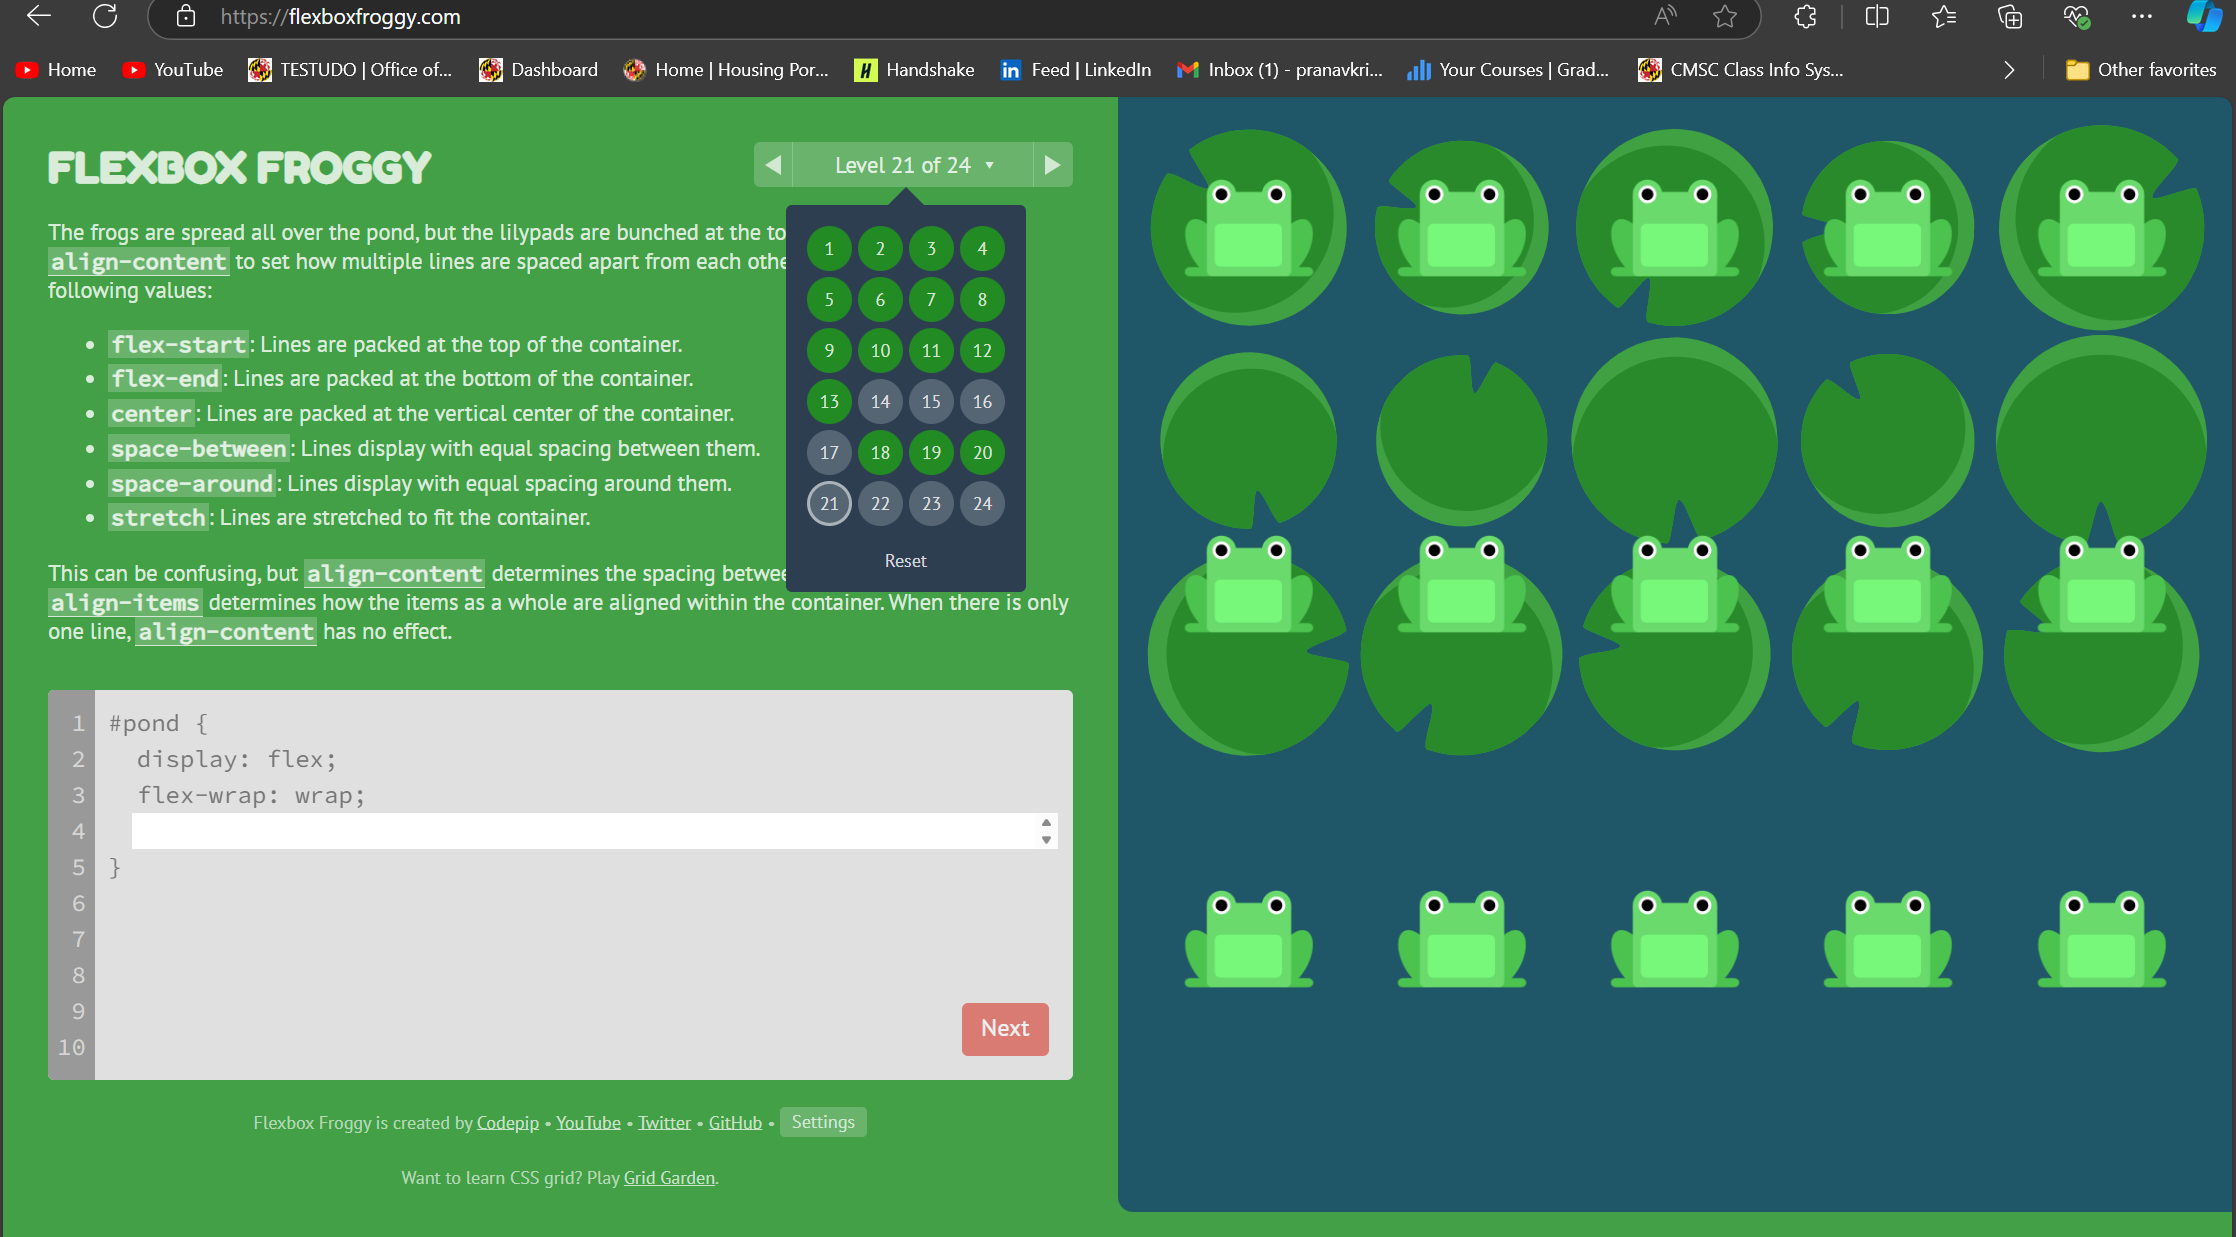 https://flexboxfroggy.com
Home
YouTube
TESTUDO | Office of...
Dashboard
Home | Housing Por...
Handshake
Feed | LinkedIn
Inbox (1) - pranavkri...
Your Courses | Grad...
CMSC Class Info Sys...
Other favorites
FLEXBOX FROGGY
Level 21 of 24
1 2 3 4
5 6 7 8
9 10 11 12
13 14 15 16
17 18 19 20
21 22 23 24
Reset
The frogs are spread all over the pond, but the lilypads are bunched at the to
align-content to set how multiple lines are spaced apart from each othe
following values:
flex-start: Lines are packed at the top of the container.
flex-end: Lines are packed at the bottom of the container.
center: Lines are packed at the vertical center of the container.
space-between: Lines display with equal spacing between them.
space-around: Lines display with equal spacing around them.
stretch: Lines are stretched to fit the container.
This can be confusing, but align-content determines the spacing betwee
align-items determines how the items as a whole are aligned within the container. When there is only
one line, align-content has no effect.
1 #pond {
2 display: flex;
3 flex-wrap: wrap;
4
5 }
6
7
8
9
10
Next
Flexbox Froggy is created by Codepip • YouTube • Twitter • GitHub • Settings
Want to learn CSS grid? Play Grid Garden.